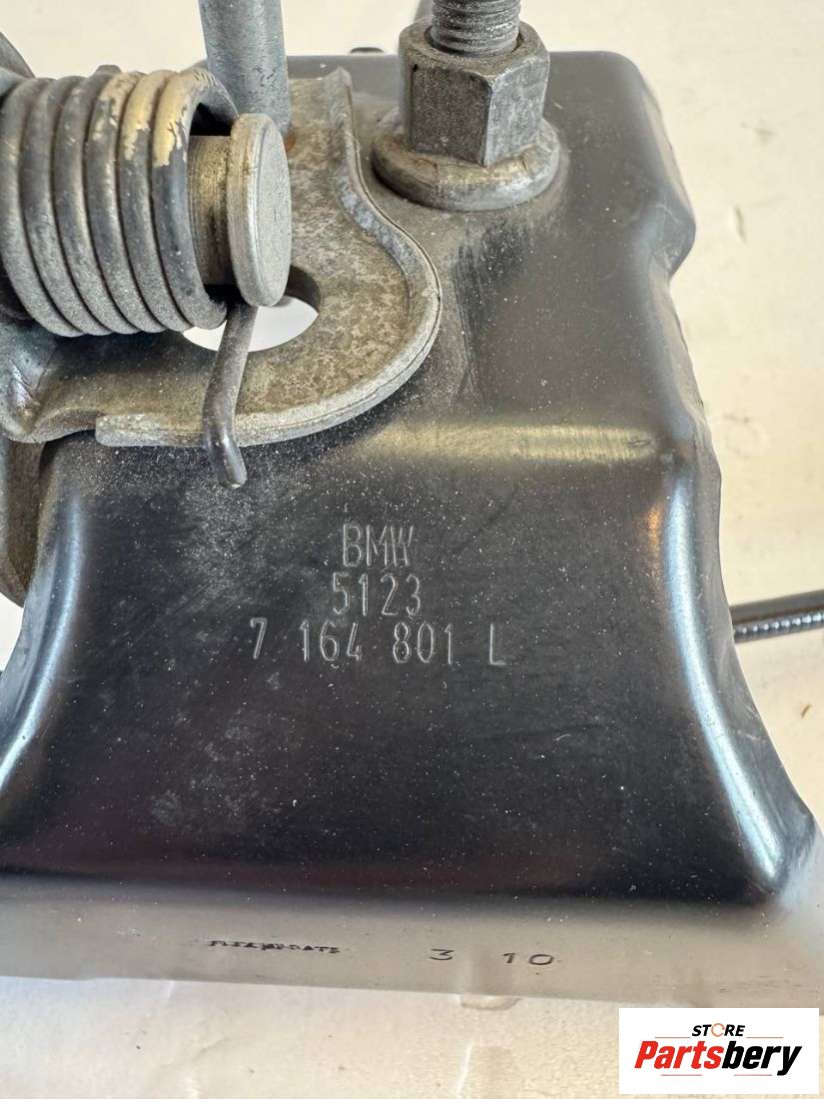 BMW
5123
7 164 801 L
3 10
STORE
Partsbery